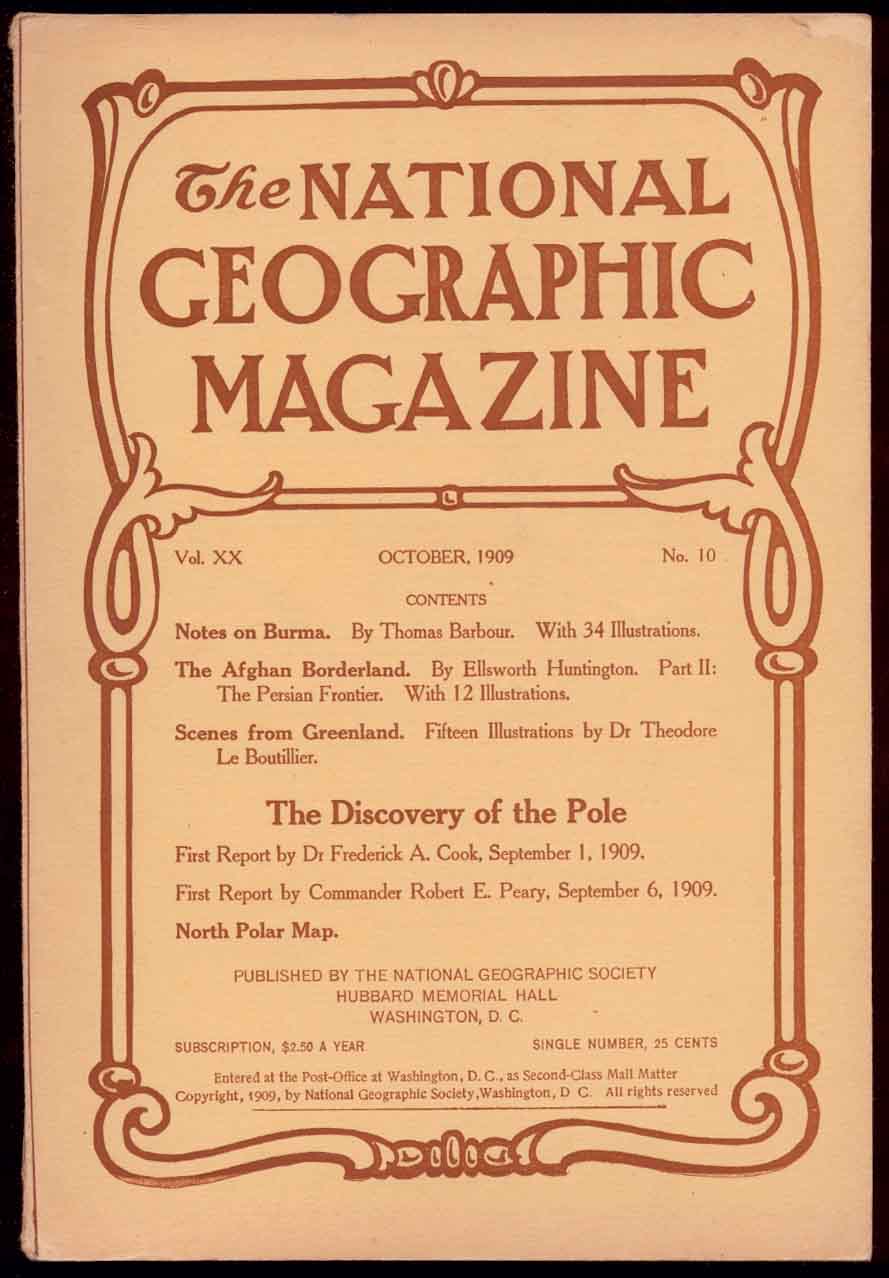 The NATIONAL
GEOGRAPHIC
MAGAZINE
Vol. XX OCTOBER, 1909 No. 10
CONTENTS
Notes on Burma. By Thomas Barbour. With 34 Illustrations.
The Afghan Borderland. By Ellsworth Huntington. Part II:
The Persian Frontier. With 12 Illustrations.
Scenes from Greenland. Fifteen Illustrations by Dr Theodore
Le Boutillier.
The Discovery of the Pole
First Report by Dr Frederick A. Cook, September 1, 1909.
First Report by Commander Robert E. Peary, September 6, 1909.
North Polar Map.
PUBLISHED BY THE NATIONAL GEOGRAPHIC SOCIETY
HUBBARD MEMORIAL HALL
WASHINGTON, D. C.
SUBSCRIPTION, $2.50 A YEAR SINGLE NUMBER, 25 CENTS
Entered at the Post-Office at Washington, D. C., as Second-Class Mail Matter
Copyright, 1909, by National Geographic Society, Washington, D C. All rights reserved